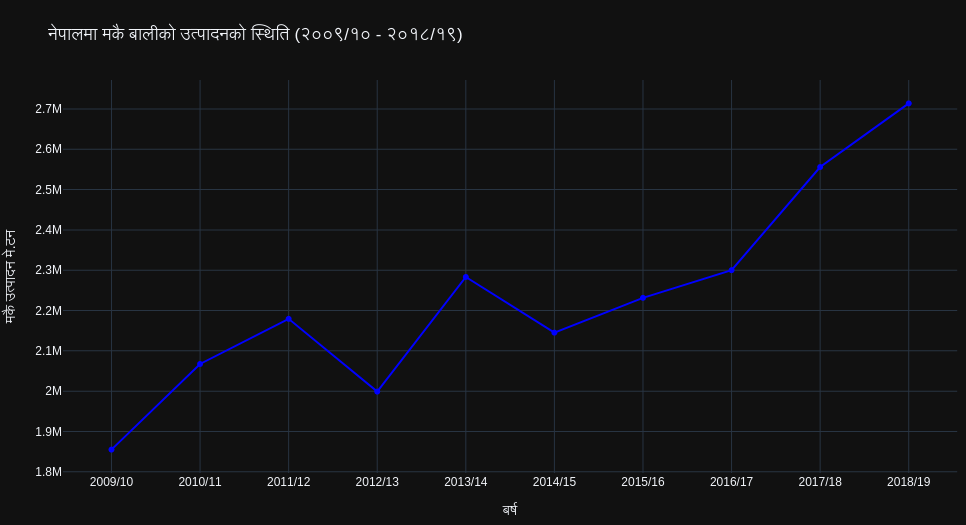 नेपालमा मकै बालीको उत्पादनको स्थिति (२००९/१० - २०१८/१९)
मकै उत्पादन मे.टन
2.7M
2.6M
2.5M
2.4M
2.3M
2.2M
2.1M
2M
1.9M
1.8M
2009/10 2010/11 2011/12 2012/13 2013/14 2014/15 2015/16 2016/17 2017/18 2018/19
बर्ष